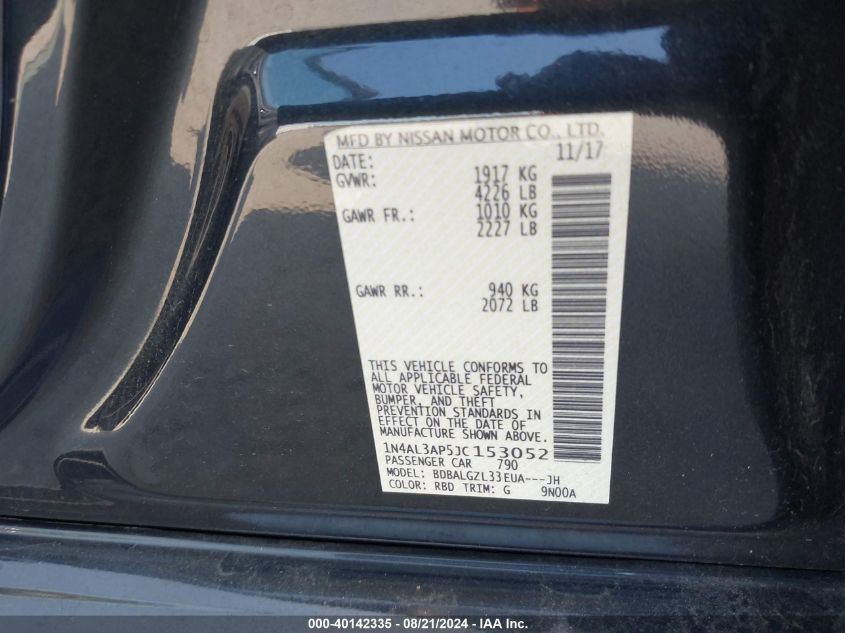 MFD BY NISSAN MOTOR CO., LTD.
DATE: 11/17
GVWR: 1917 KG
4226 LB
GAWR FR.: 1010 KG
2227 LB
GAWR RR.: 940 KG
2072 LB
THIS VEHICLE CONFORMS TO
ALL APPLICABLE FEDERAL
MOTOR VEHICLE SAFETY,
BUMPER, AND THEFT
PREVENTION STANDARDS IN
EFFECT ON THE DATE OF
MANUFACTURE SHOWN ABOVE.
1N4AL3AP5JC153052
PASSENGER CAR 790
MODEL: BDBALGZL33EUA---JH
COLOR: RBD TRIM: G 9N00A
000-40142335 - 08/21/2024 - IAA Inc.